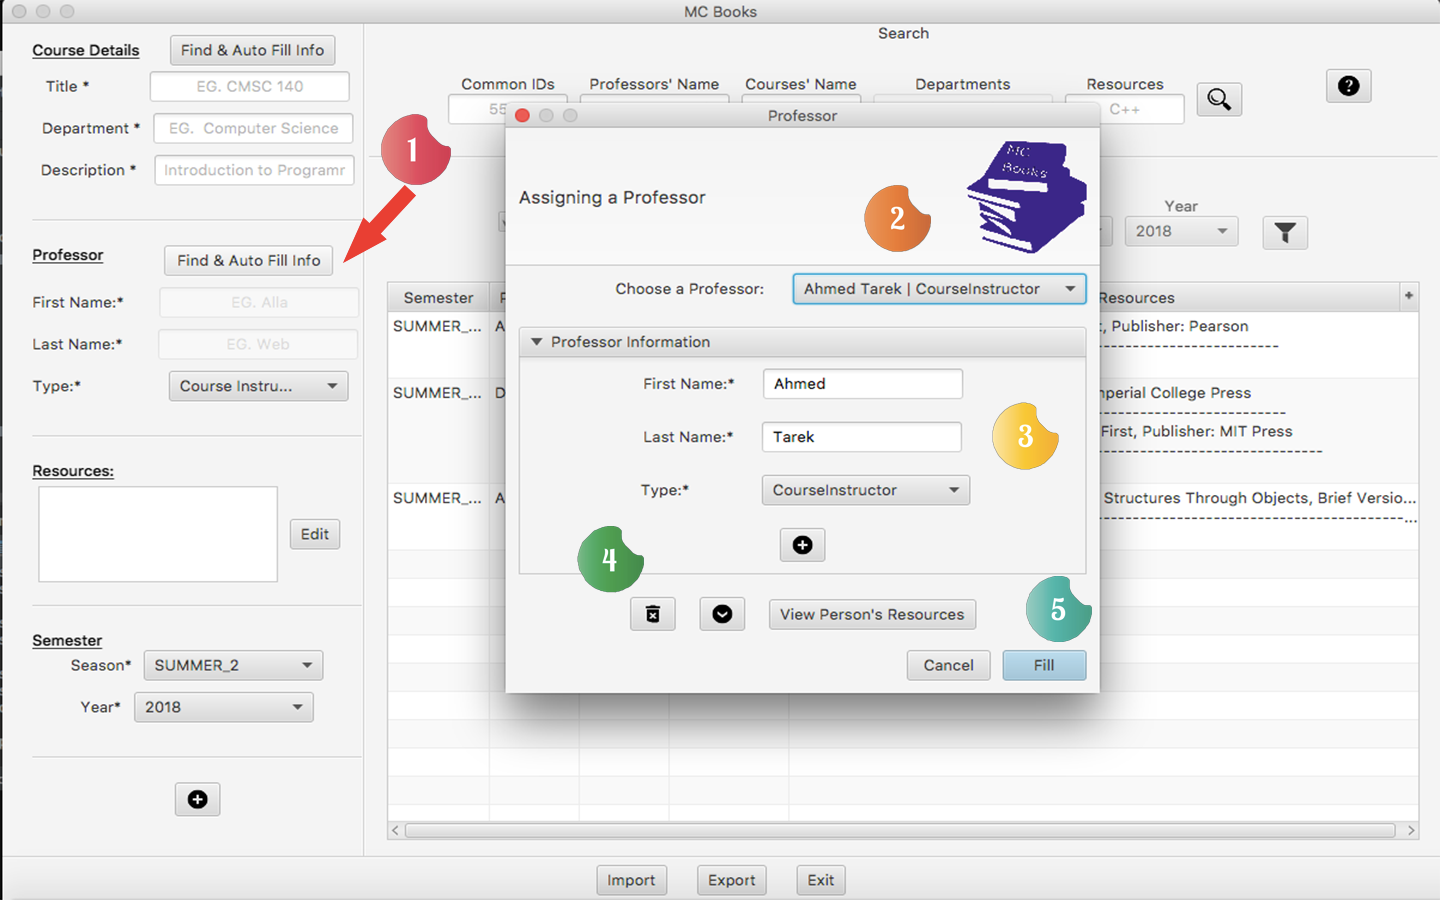 MC Books
Course Details
Find & Auto Fill Info
Title *
EG. CMSC 140
Department *
EG. Computer Science
Description *
Introduction to Programr
Professor
Find & Auto Fill Info
First Name:*
EG. Alla
Last Name:*
EG. Web
Type:*
Course Instru...
Resources:
Edit
Semester
Season*
SUMMER_2
Year*
2018
Search
Common IDs
Professors' Name
Courses' Name
Departments
Resources
55
C++
?
1
Year
2018
Semester
Resources
+
SUMMER_... A
t, Publisher: Pearson
------------------------------
SUMMER_... D
nperial College Press
-------------------------------
First, Publisher: MIT Press
------------------------------------
SUMMER_... A
Structures Through Objects, Brief Versio...
--------------------------------------------------...
Professor
MC
Books
Assigning a Professor
2
Choose a Professor:
Ahmed Tarek | CourseInstructor
Professor Information
First Name:*
Ahmed
Last Name:*
Tarek
3
Type:*
CourseInstructor
4
View Person's Resources
5
Cancel
Fill
Import
Export
Exit